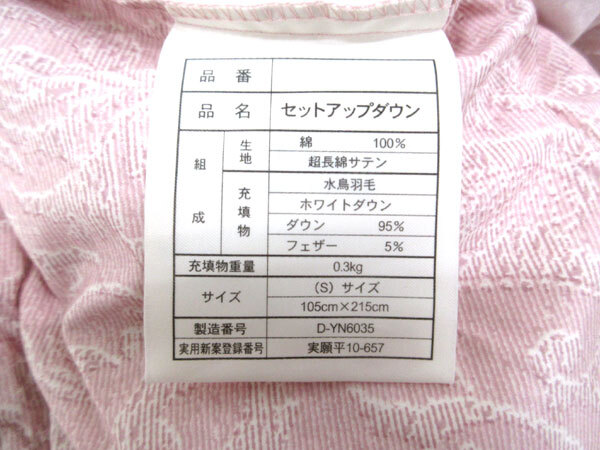 品番
品名 セットアップダウン
組成 生地 綿 100%
超長綿サテン
充填物 水鳥羽毛
ホワイトダウン
ダウン 95%
フェザー 5%
充填物重量 0.3kg
サイズ (S) サイズ
105cm×215cm
製造番号 D-YN6035
実用新案登録番号 実願平10-657